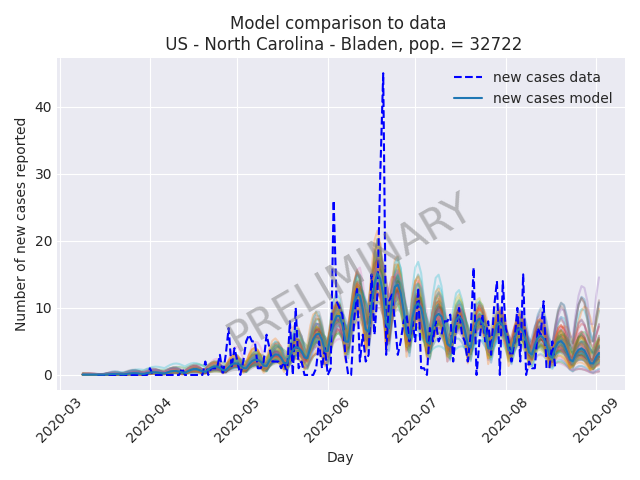 Model comparison to data
US - North Carolina - Bladen, pop. = 32722
new cases data
new cases model
Number of new cases reported
40
30
20
10
0
PRELIMINARY
2020-03
2020-04
2020-05
2020-06
2020-07
2020-08
2020-09
Day